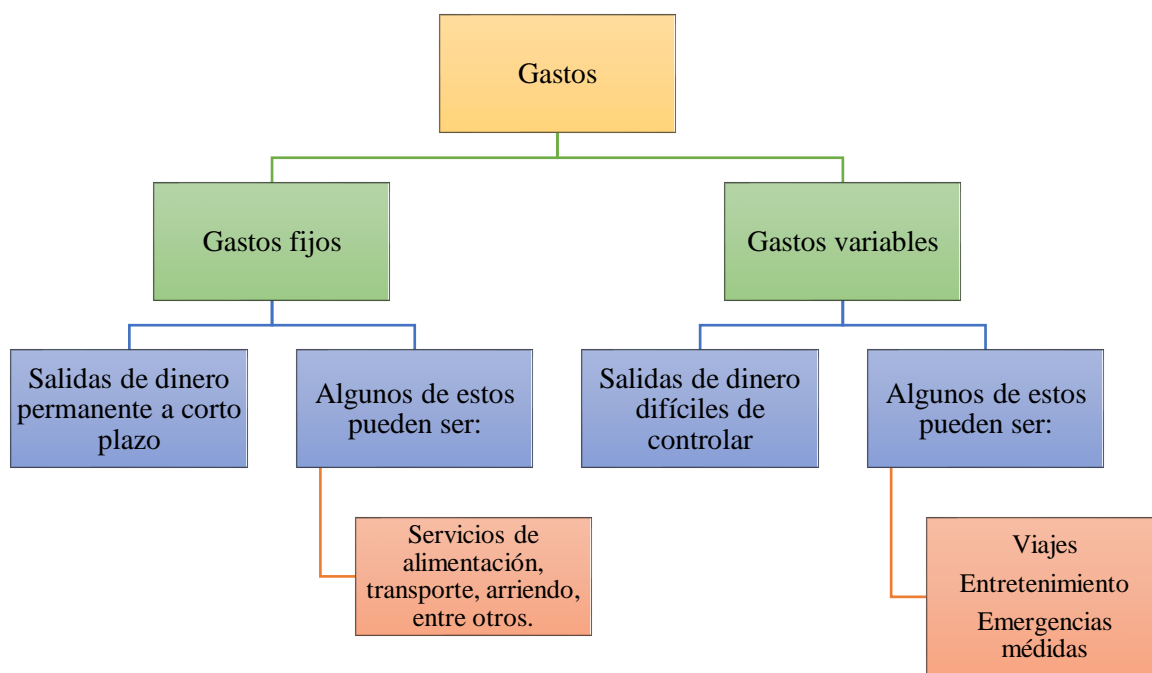 Gastos
Gastos fijos
Gastos variables
Salidas de dinero
permanente a corto
plazo
Algunos de estos
pueden ser:
Salidas de dinero
difíciles de
controlar
Algunos de estos
pueden ser:
Servicios de
alimentación,
transporte, arriendo,
entre otros.
Viajes
Entretenimiento
Emergencias
médidas